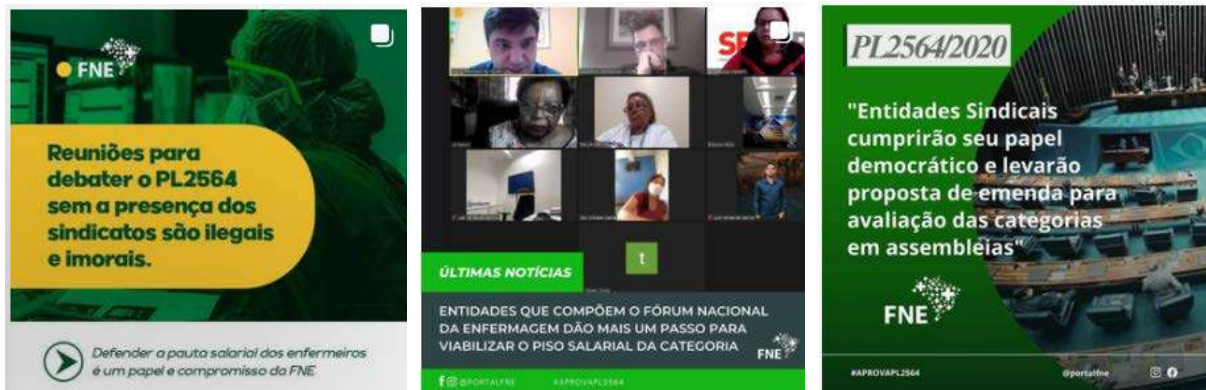 FNE
Reuniões para
debater o PL2564
sem a presença dos
sindicatos são ilegais
e imorais.
Defender a pauta salarial dos enfermeiros
é um papel e compromisso da FNE
ÚLTIMAS NOTÍCIAS
t
ENTIDADES QUE COMPÕEM O FÓRUM NACIONAL
DA ENFERMAGEM DÃO MAIS UM PASSO PARA
VIABILIZAR O PISO SALARIAL DA CATEGORIA
FNE
@PORTALFNE #APROVAPL2564
PL2564/2020
"Entidades Sindicais
cumprirão seu papel
democrático e levarão
proposta de emenda para
avaliação das categorias
em assembleias"
FNE
#APROVAPL2564 @portalfne